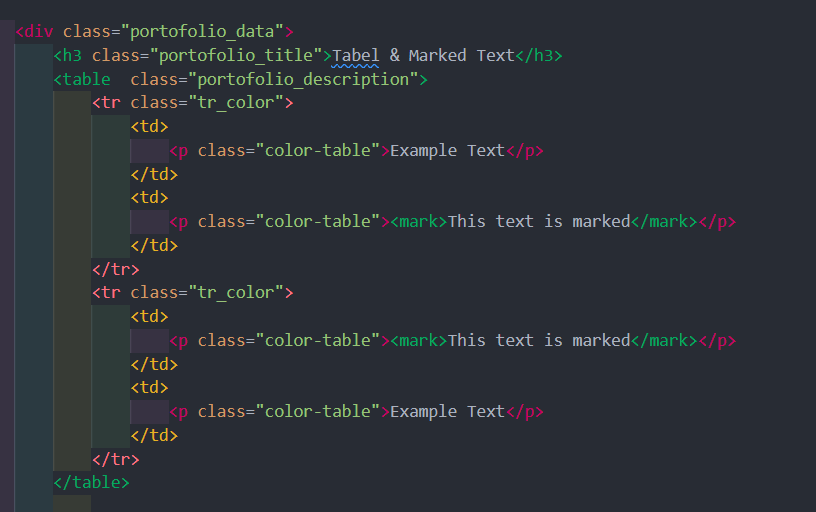 <div class="portofolio_data">
<h3 class="portofolio_title">Tabel & Marked Text</h3>
<table  class="portofolio_description">
<tr class="tr_color">
<td>
<p class="color-table">Example Text</p>
</td>
<td>
<p class="color-table"><mark>This text is marked</mark></p>
</td>
</tr>
<tr class="tr_color">
<td>
<p class="color-table"><mark>This text is marked</mark></p>
</td>
<td>
<p class="color-table">Example Text</p>
</td>
</tr>
</table>